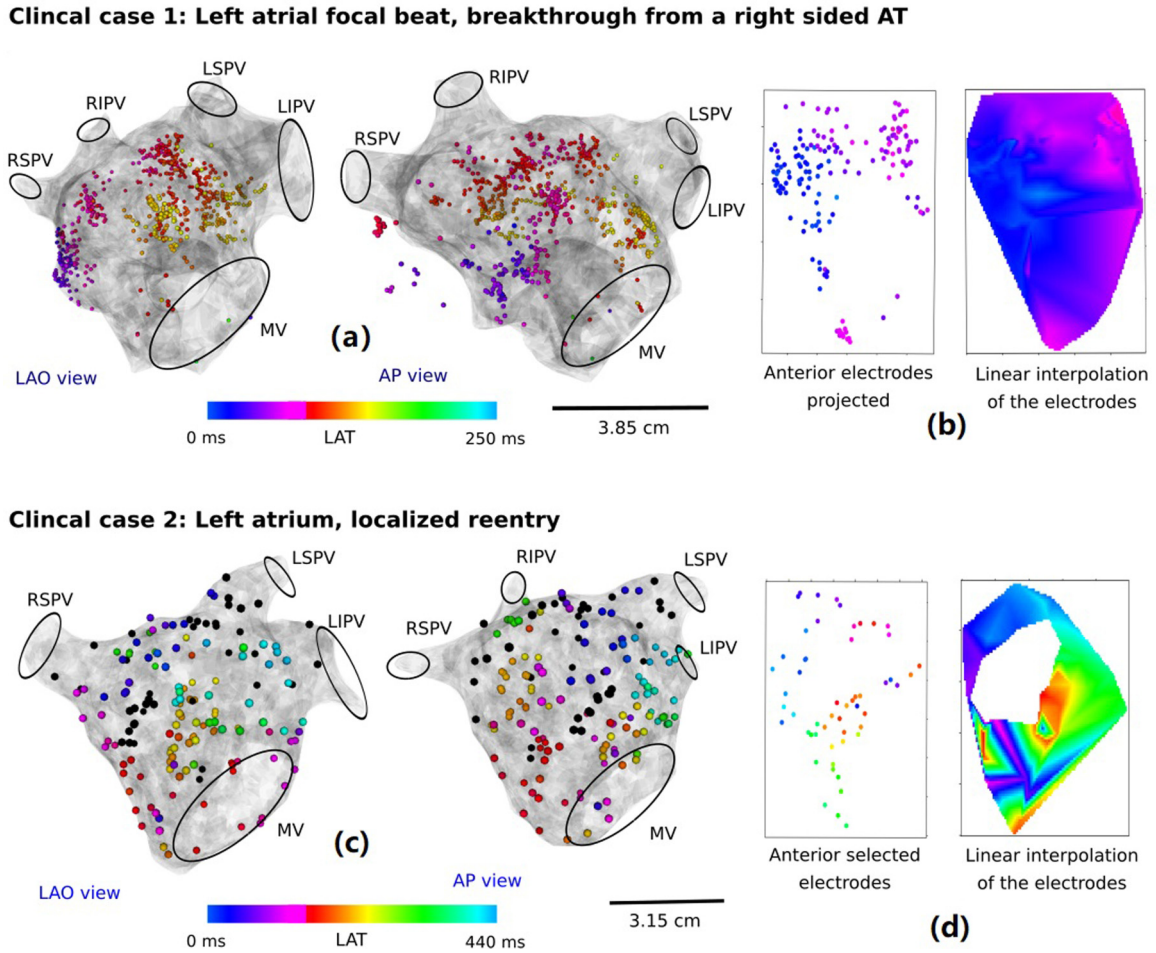 Clincal case 1: Left atrial focal beat, breakthrough from a right sided AT
LSPV
RIPV
LIPV
RSPV
MV
LAO view
(a)
RIPV
LSPV
RSPV
LIPV
MV
AP view
0 ms
LAT
250 ms
3.85 cm
Anterior electrodes
projected
Linear interpolation
of the electrodes
(b)
Clincal case 2: Left atrium, localized reentry
LSPV
RSPV
LIPV
MV
LAO view
(c)
RIPV
LSPV
RSPV
LIPV
MV
AP view
0 ms
LAT
440 ms
3.15 cm
Anterior selected
electrodes
Linear interpolation
of the electrodes
(d)